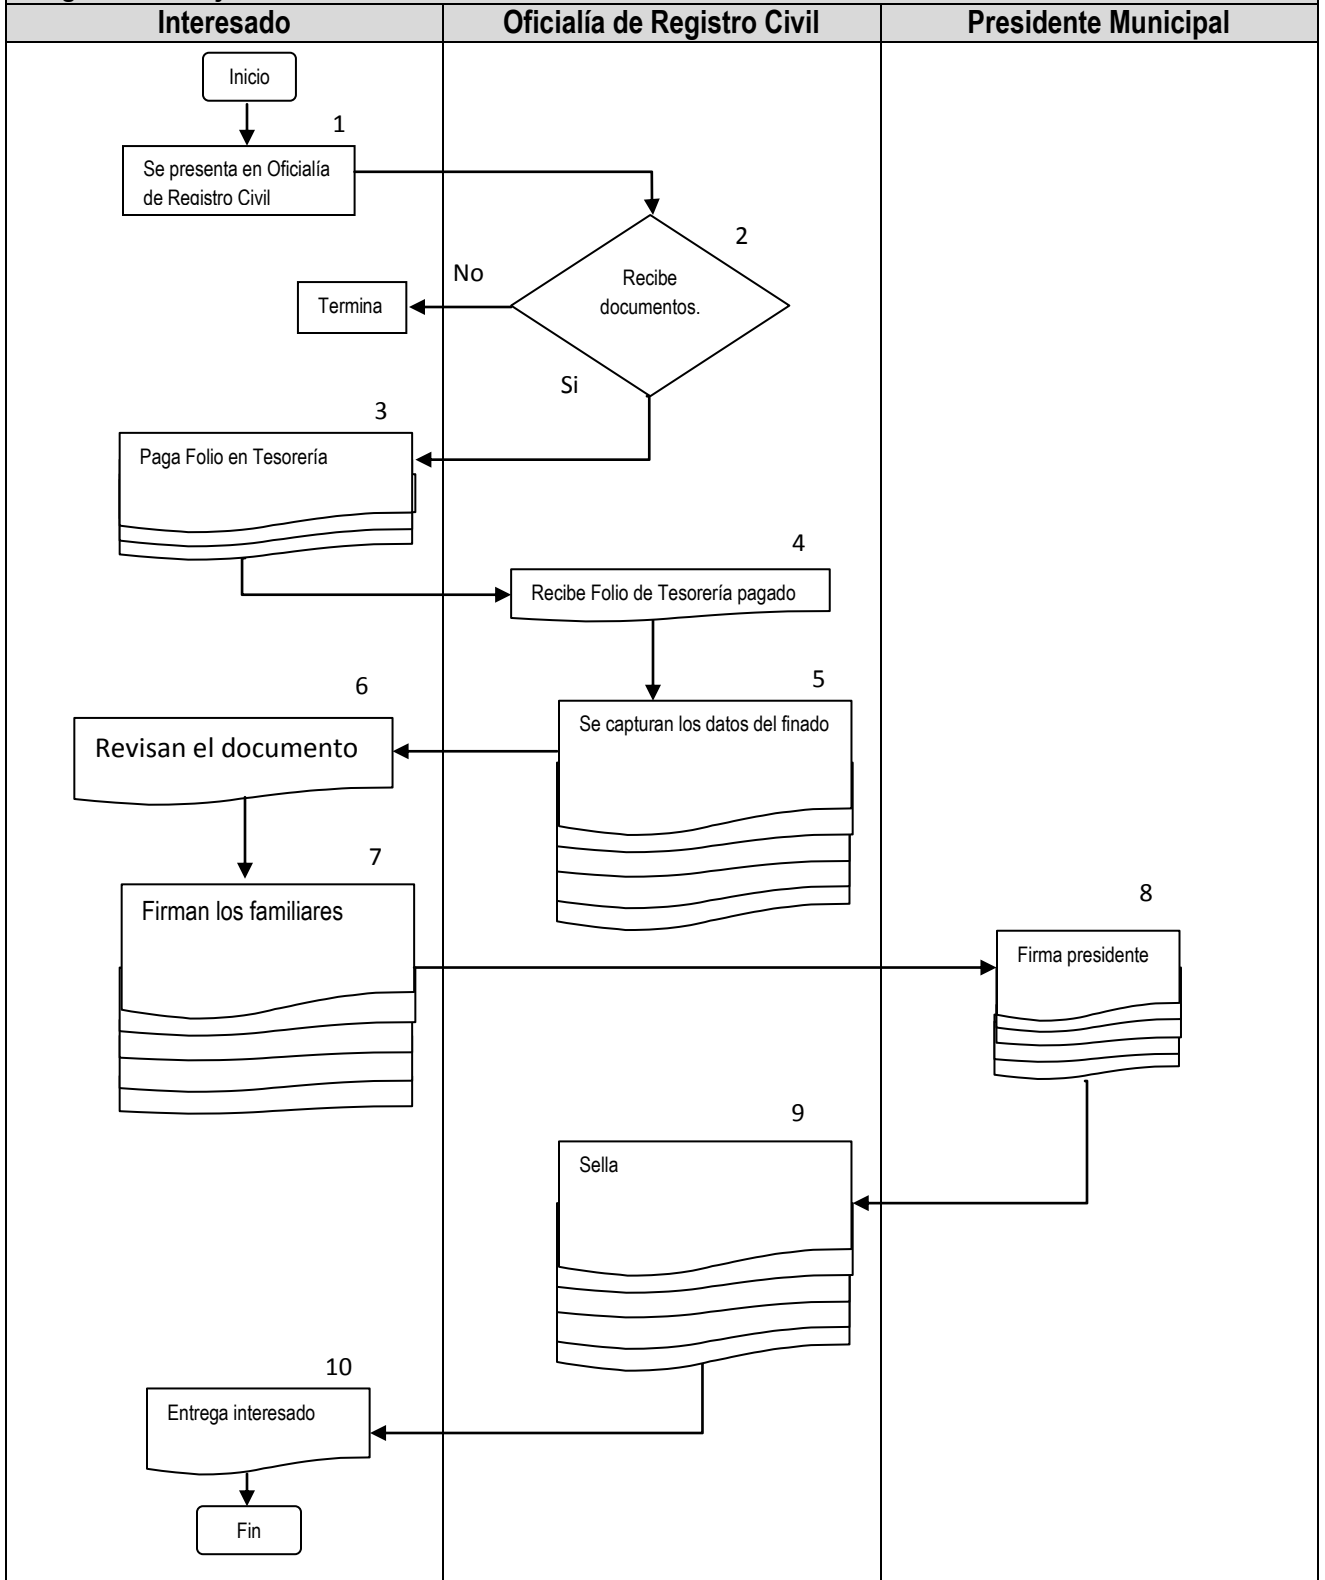 Interesado
Oficialía de Registro Civil
Presidente Municipal
Inicio
1
Se presenta en Oficialía
de Registro Civil
2
Recibe
documentos.
No
Termina
Si
3
Paga Folio en Tesorería
4
Recibe Folio de Tesorería pagado
5
Se capturan los datos del finado
6
Revisan el documento
7
Firman los familiares
8
Firma presidente
9
Sella
10
Entrega interesado
Fin